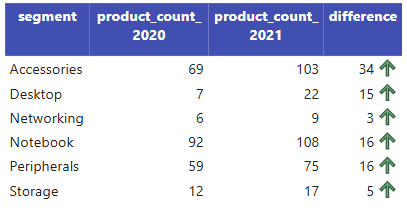 segment product_count_ product_count_ difference
2020 2021
Accessories 69 103 34
Desktop 7 22 15
Networking 6 9 3
Notebook 92 108 16
Peripherals 59 75 16
Storage 12 17 5